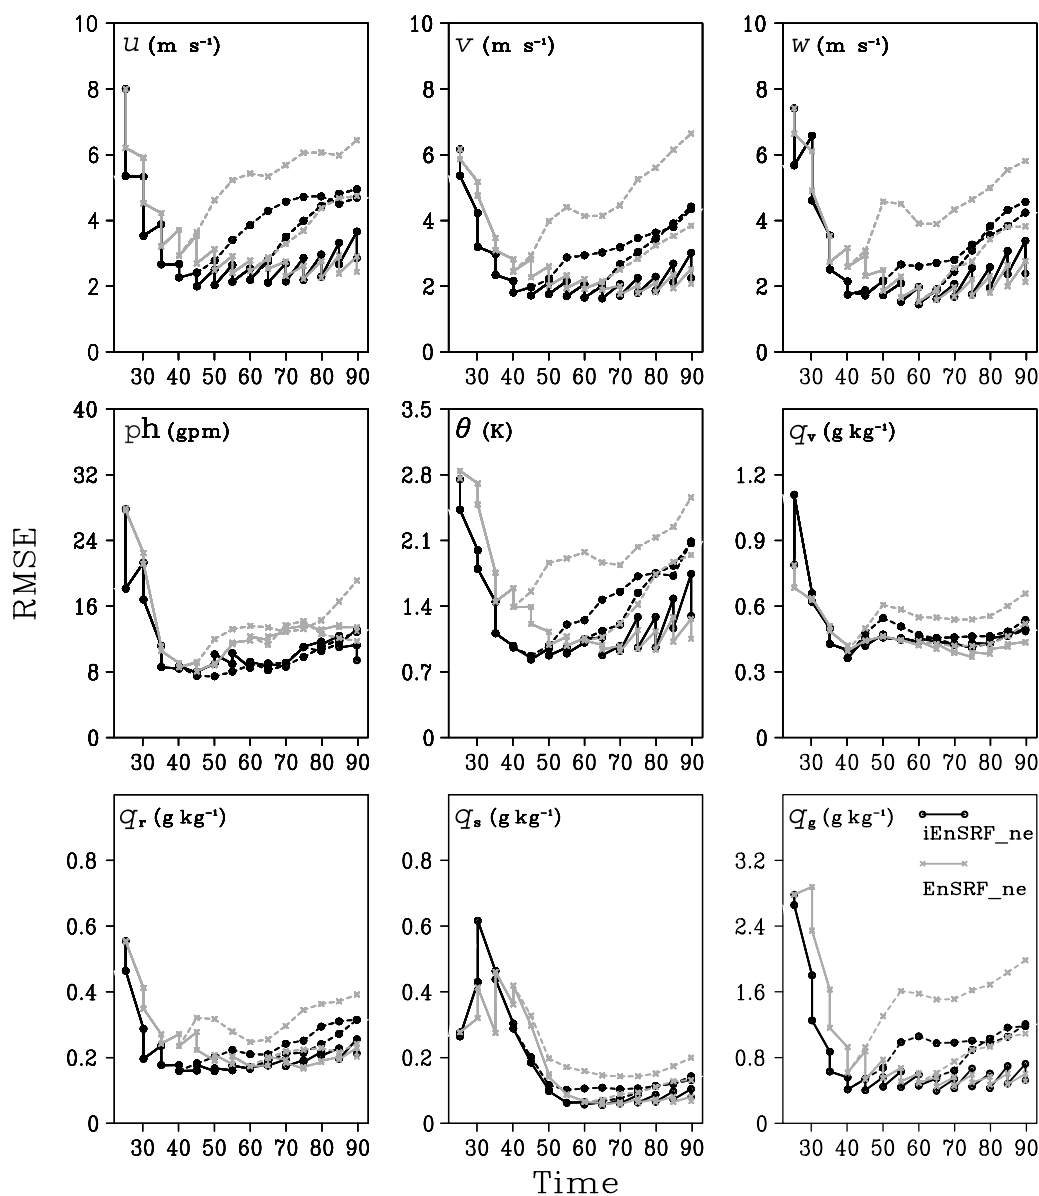 u (m s⁻¹)
v (m s⁻¹)
w (m s⁻¹)
10 8 6 4 2 0
10 8 6 4 2 0
10 8 6 4 2 0
30 40 50 60 70 80 90
30 40 50 60 70 80 90
30 40 50 60 70 80 90
ph (gpm)
θ (K)
qv (g kg⁻¹)
40 32 24 16 8 0
3.5 2.8 2.1 1.4 0.7 0
1.2 0.9 0.6 0.3 0
30 40 50 60 70 80 90
30 40 50 60 70 80 90
30 40 50 60 70 80 90
RMSE
qr (g kg⁻¹)
qs (g kg⁻¹)
qg (g kg⁻¹)
iEnSRF_ne
EnSRF_ne
0.8 0.6 0.4 0.2 0
0.8 0.6 0.4 0.2 0
3.2 2.4 1.6 0.8 0
30 40 50 60 70 80 90
30 40 50 60 70 80 90
30 40 50 60 70 80 90
Time